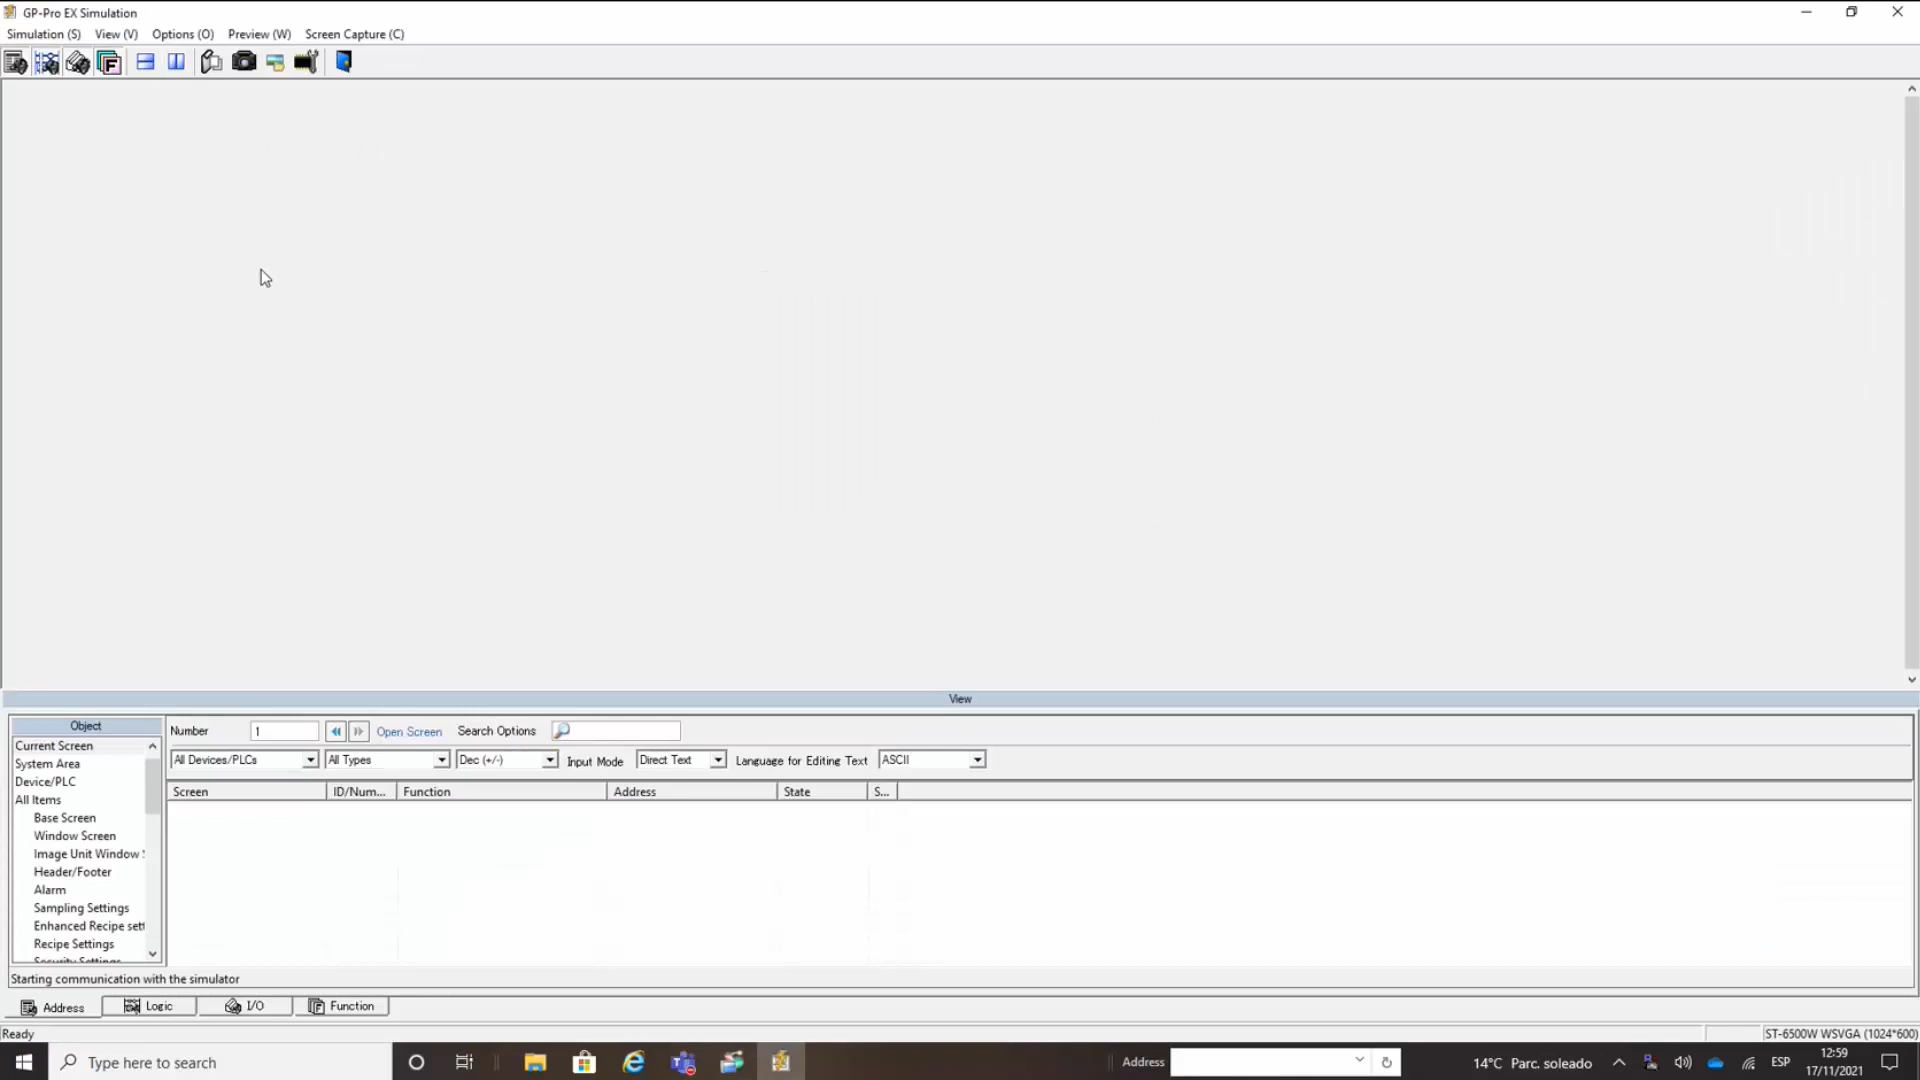 GP-Pro EX Simulation
Simulation (S) View (V) Options (O) Preview (W) Screen Capture (C)
View
Object
Current Screen
System Area
Device/PLC
All Items
Base Screen
Window Screen
Image Unit Window
Header/Footer
Alarm
Sampling Settings
Enhanced Recipe sett
Recipe Settings
Security Settings
Number 1 Open Screen Search Options
All Devices/PLCs All Types Dec (+/-) Input Mode Direct Text Language for Editing Text ASCII
Screen ID/Num... Function Address State S...
Starting communication with the simulator
Address Logic I/O Function
Ready ST-6500W WSVGA (1024*600)
Type here to search Address 14°C Parc. soleado ESP 12:59
17/11/2021